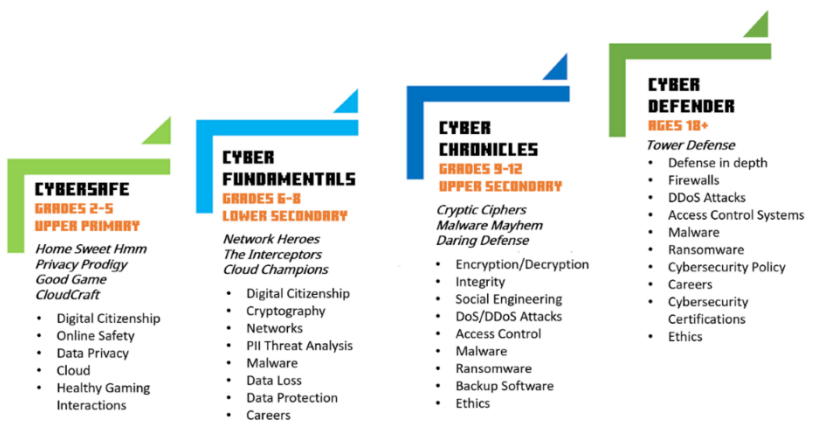 CYBERSAFE
GRADES 2-5
UPPER PRIMARY
Home Sweet Hmm
Privacy Prodigy
Good Game
CloudCraft
• Digital Citizenship
• Online Safety
• Data Privacy
• Cloud
• Healthy Gaming
Interactions
CYBER
FUNDAMENTALS
GRADES 6-8
LOWER SECONDARY
Network Heroes
The Interceptors
Cloud Champions
• Digital Citizenship
• Cryptography
• Networks
• PII Threat Analysis
• Malware
• Data Loss
• Data Protection
• Careers
CYBER
CHRONICLES
GRADES 9-12
UPPER SECONDARY
Cryptic Ciphers
Malware Mayhem
Daring Defense
• Encryption/Decryption
• Integrity
• Social Engineering
• DoS/DDoS Attacks
• Access Control
• Malware
• Ransomware
• Backup Software
• Ethics
CYBER
DEFENDER
AGES 18+
Tower Defense
• Defense in depth
• Firewalls
• DDoS Attacks
• Access Control Systems
• Malware
• Ransomware
• Cybersecurity Policy
• Careers
• Cybersecurity
Certifications
• Ethics